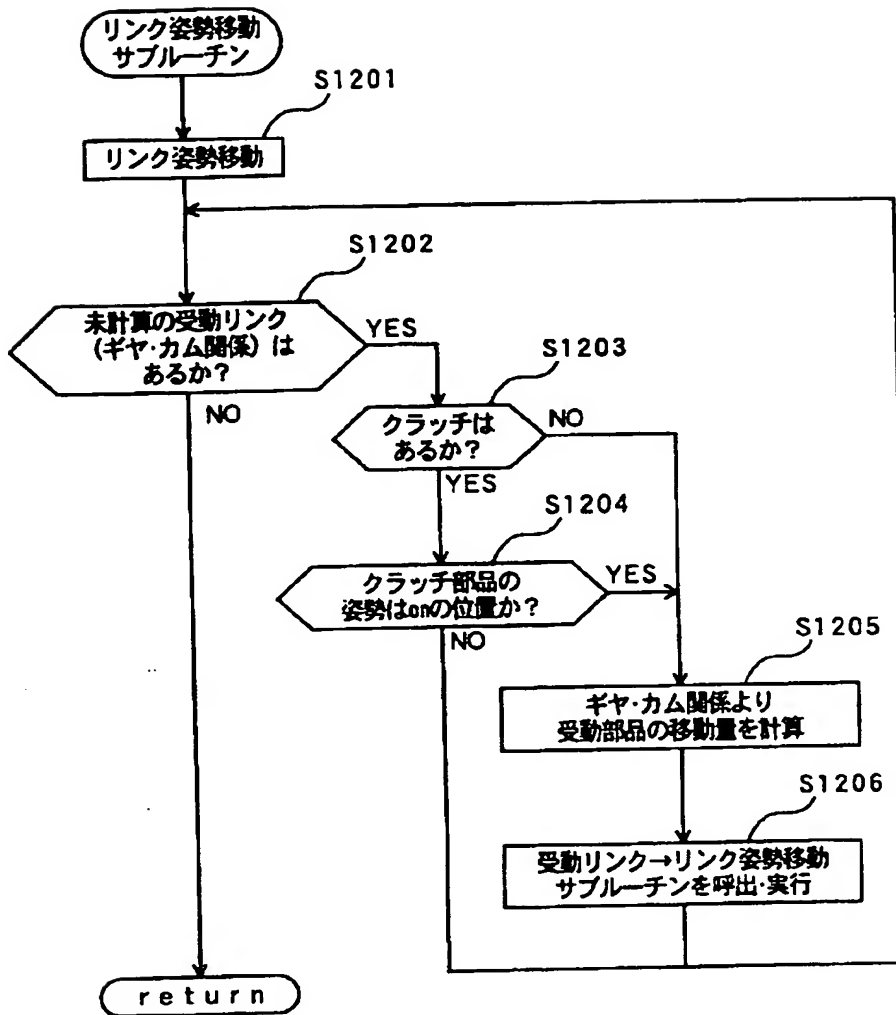 リンク姿勢移動
サブルーチン
S1201
リンク姿勢移動
S1202
未計算の受動リンク
(ギヤ・カム関係)は
あるか?
YES
NO
S1203
クラッチは
あるか?
NO
YES
S1204
クラッチ部品の
姿勢はonの位置か?
YES
NO
S1205
ギヤ・カム関係より
受動部品の移動量を計算
S1206
受動リンク→リンク姿勢移動
サブルーチンを呼出・実行
return